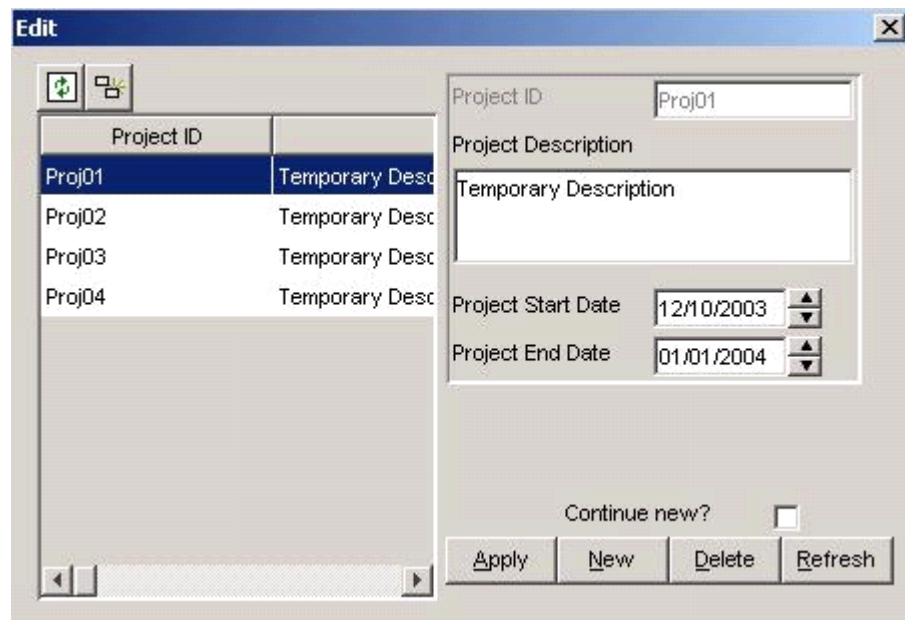 Edit
Project ID
Proj01 Temporary Desc
Proj02 Temporary Desc
Proj03 Temporary Desc
Proj04 Temporary Desc
Project ID Proj01
Project Description
Temporary Description
Project Start Date 12/10/2003
Project End Date 01/01/2004
Continue new?
Apply New Delete Refresh